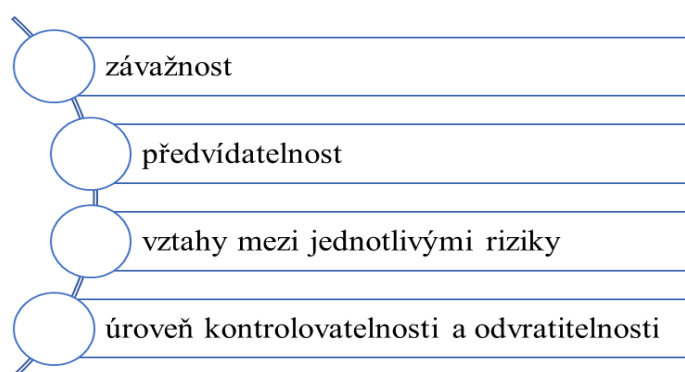 závažnost
předvídatelnost
vztahy mezi jednotlivými riziky
úroveň kontrolovatelnosti a odvratitelnosti